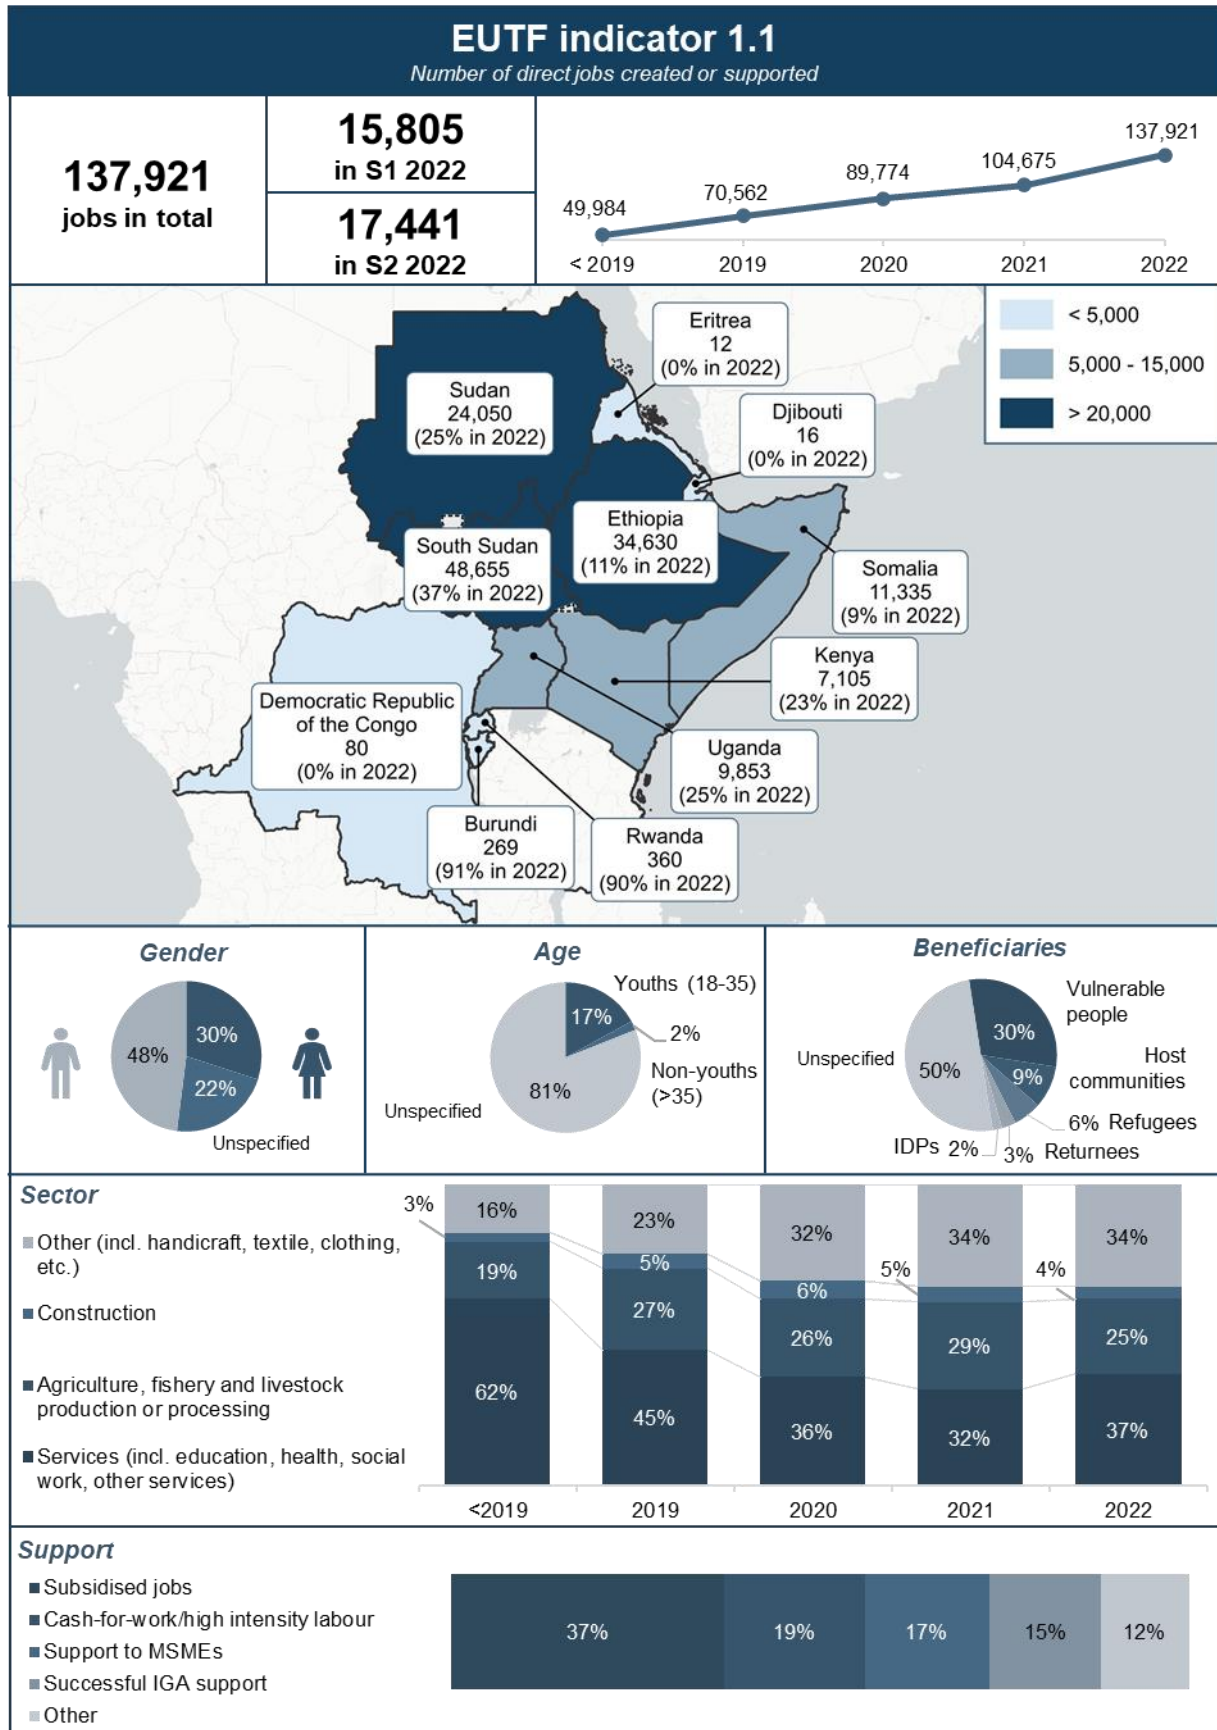 EUTF indicator 1.1
Number of direct jobs created or supported
137,921
jobs in total
15,805
in S1 2022
17,441
in S2 2022
49,984
70,562
89,774
104,675
137,921
< 2019
2019
2020
2021
2022
< 5,000
5,000 - 15,000
> 20,000
Eritrea
12
(0% in 2022)
Sudan
24,050
(25% in 2022)
Djibouti
16
(0% in 2022)
Ethiopia
34,630
(11% in 2022)
South Sudan
48,655
(37% in 2022)
Somalia
11,335
(9% in 2022)
Kenya
7,105
(23% in 2022)
Democratic Republic
of the Congo
80
(0% in 2022)
Uganda
9,853
(25% in 2022)
Burundi
269
(91% in 2022)
Rwanda
360
(90% in 2022)
Gender
48%
30%
22%
Unspecified
Age
Youths (18-35)
17%
2%
Non-youths
(>35)
81%
Unspecified
Beneficiaries
Vulnerable
people
30%
Host
communities
9%
6% Refugees
3% Returnees
IDPs 2%
50%
Unspecified
Sector
Other (incl. handicraft, textile, clothing,
etc.)
Construction
Agriculture, fishery and livestock
production or processing
Services (incl. education, health, social
work, other services)
3%
16%
19%
62%
23%
5%
27%
45%
32%
6%
26%
36%
5%
34%
29%
32%
4%
34%
25%
37%
<2019
2019
2020
2021
2022
Support
Subsidised jobs
Cash-for-work/high intensity labour
Support to MSMEs
Successful IGA support
Other
37%
19%
17%
15%
12%